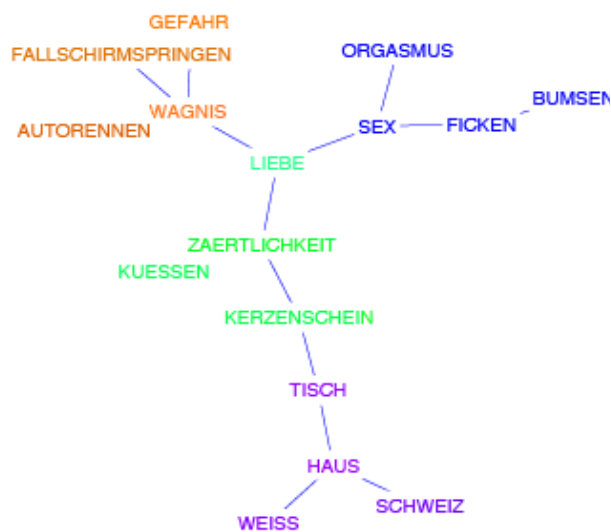 GEFAHR
FALLSCHIRMSPRINGEN
ORGASMUS
BUMSEN
WAGNIS
AUTORENNEN
SEX
FICKEN
LIEBE
ZAERTLICHKEIT
KUESSEN
KERZENSCHEIN
TISCH
HAUS
SCHWEIZ
WEISS